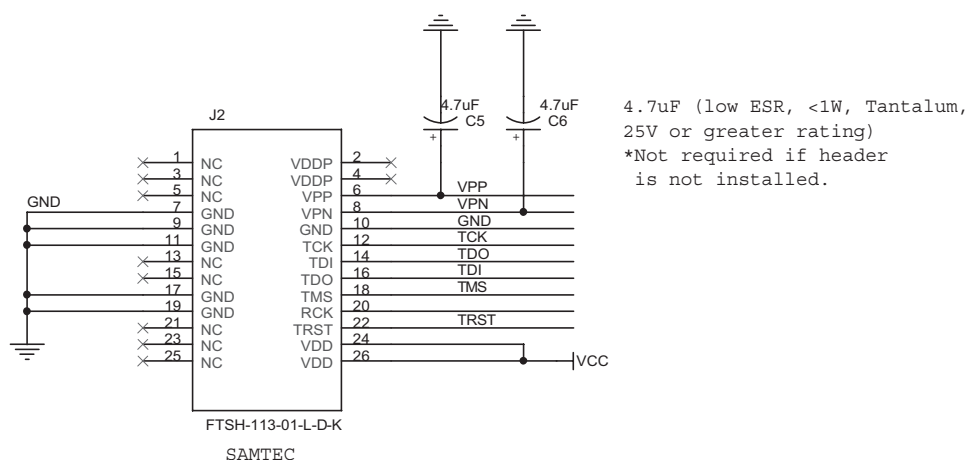 4.7uF
C5
4.7uF
C6
4.7uF (low ESR, <1W, Tantalum,
25V or greater rating)
*Not required if header
is not installed.
+
+
J2
1 NC VDDP 2
3 NC VDDP 4
5 NC VPP 6 VPP
GND 7 GND VPN 8 VPN
9 GND GND 10 GND
11 GND TCK 12 TCK
13 NC TDI 14 TDO
15 NC TDO 16 TDI
17 GND TMS 18 TMS
19 GND RCK 20
21 NC TRST 22 TRST
23 NC VDD 24
25 NC VDD 26 VCC
FTSH-113-01-L-D-K
SAMTEC